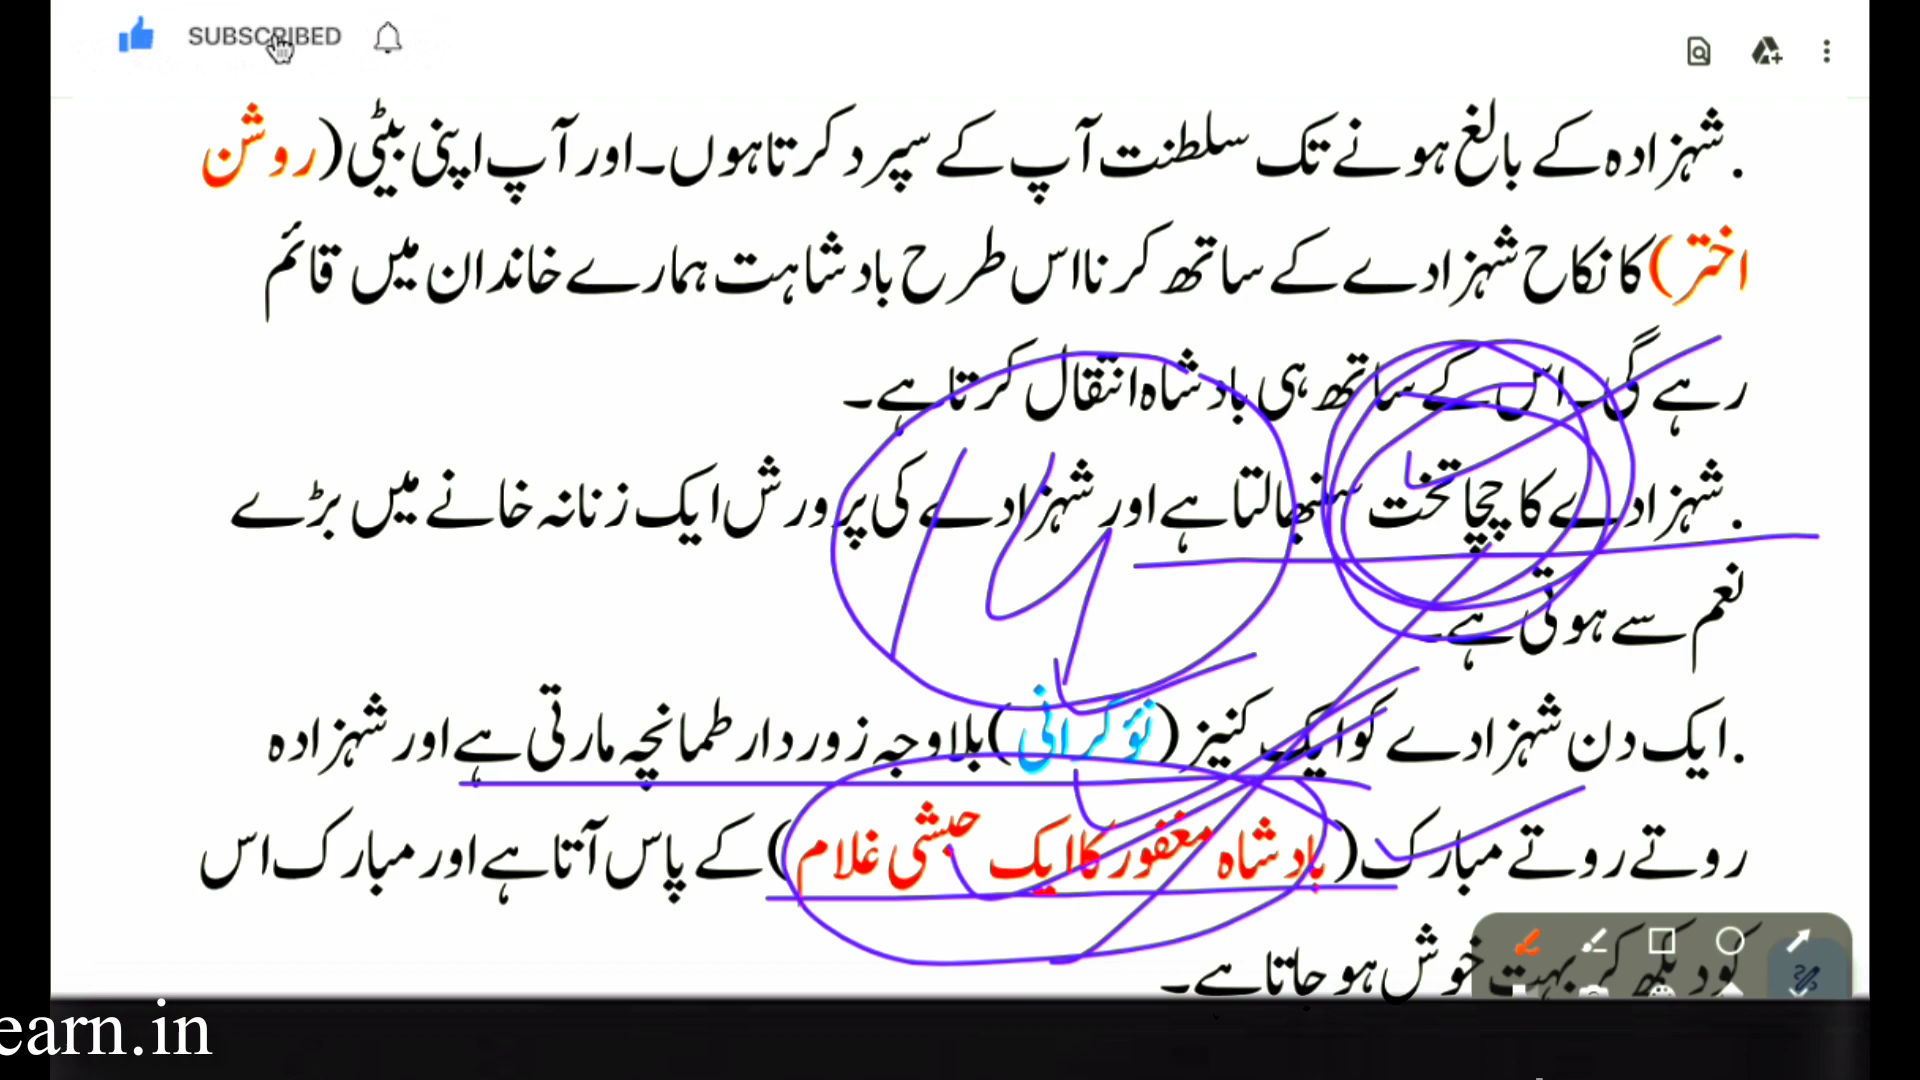 SUBSCRIBED
. شہزادہ کے بالغ ہونے تک سلطنت آپ کے سپرد کرتا ہوں۔ اور آپ اپنی بیٹی (روشن
اختر) کا نکاح شہزادے کے ساتھ کرنا اس طرح بادشاہت ہمارے خاندان میں قائم
رہے گی۔ اس کے ساتھ ہی بادشاہ انتقال کرتا ہے۔
. شہزادے کا چچا تخت سنبھالتا ہے اور شہزادے کی پرورش ایک زنانہ خانے میں بڑے
نعم سے ہوتی ہے۔
. ایک دن شہزادے کو ایک کنیز (نؤکرانی) بلاوجہ زوردار طمانچہ مارتی ہے اور شہزادہ
روتے روتے مبارک (بادشاہ مغفور کا ایک حبشی غلام) کے پاس آتا ہے اور مبارک اس
کو دیکھ کر بہت خوش ہو جاتا ہے۔
earn.in